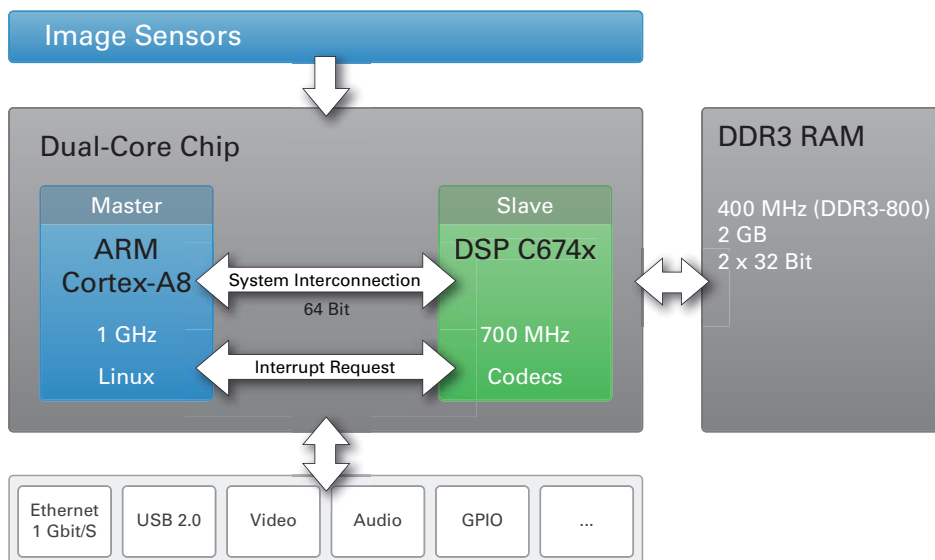 Image Sensors
Dual-Core Chip
Master
ARM
Cortex-A8
1 GHz
Linux
System Interconnection
64 Bit
Interrupt Request
Slave
DSP C674x
700 MHz
Codecs
DDR3 RAM
400 MHz (DDR3-800)
2 GB
2 x 32 Bit
Ethernet
1 Gbit/S
USB 2.0
Video
Audio
GPIO
...